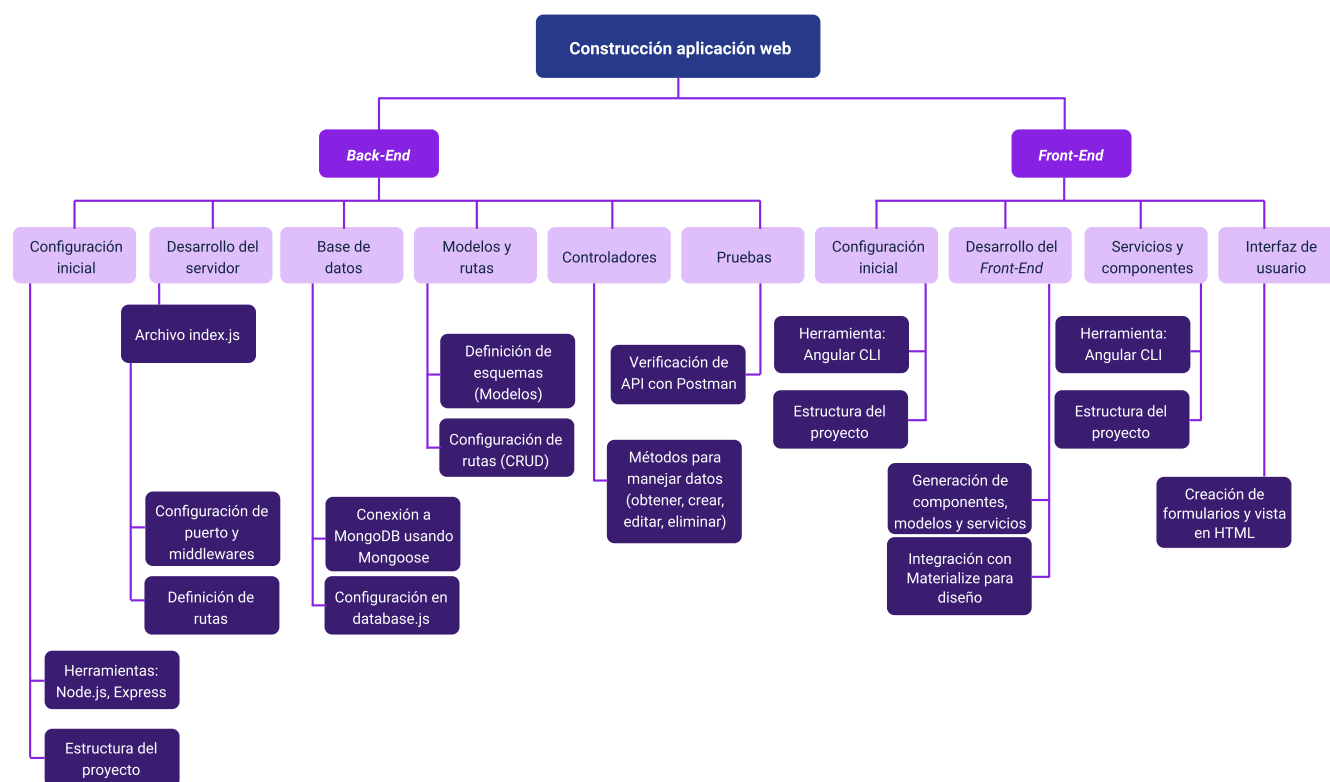 Construcción aplicación web
Back-End
Front-End
Configuración
inicial
Desarrollo del
servidor
Base de
datos
Modelos y
rutas
Controladores
Pruebas
Configuración
inicial
Desarrollo del
Front-End
Servicios y
componentes
Interfaz de
usuario
Archivo index.js
Definición de
esquemas
(Modelos)
Verificación de
API con Postman
Herramienta:
Angular CLI
Herramienta:
Angular CLI
Configuración de
rutas (CRUD)
Estructura del
proyecto
Estructura del
proyecto
Métodos para
manejar datos
(obtener, crear,
editar, eliminar)
Generación de
componentes,
modelos y servicios
Creación de
formularios y vista
en HTML
Configuración de
puerto y
middlewares
Conexión a
MongoDB usando
Mongoose
Integración con
Materialize para
diseño
Definición de
rutas
Configuración en
database.js
Herramientas:
Node.js, Express
Estructura del
proyecto